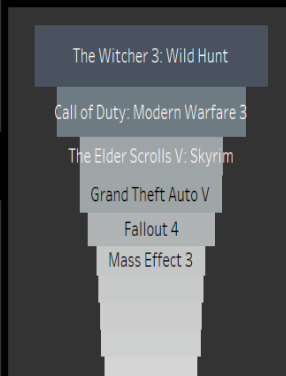 The Witcher 3: Wild Hunt
Call of Duty: Modern Warfare 3
The Elder Scrolls V: Skyrim
Grand Theft Auto V
Fallout 4
Mass Effect 3